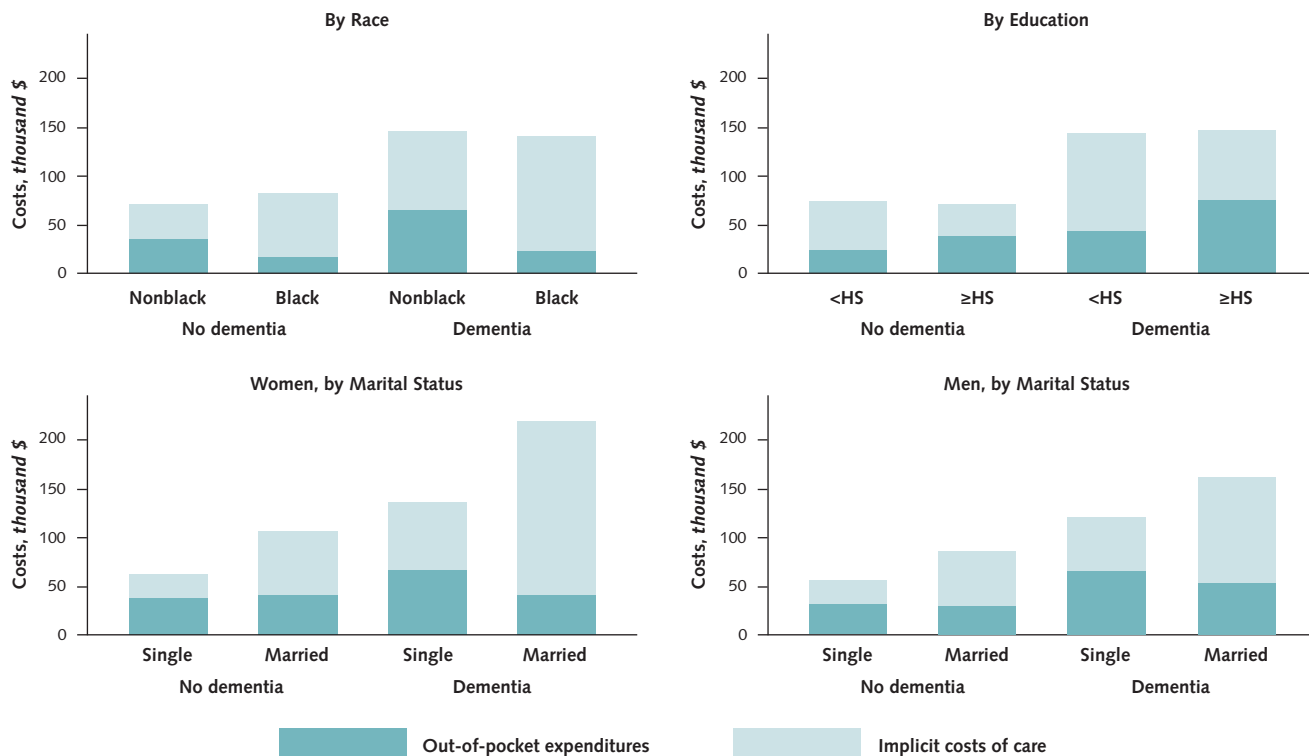 By Race
Costs, thousand $
200
150
100
50
0
Nonblack Black Nonblack Black
No dementia Dementia
By Education
Costs, thousand $
200
150
100
50
0
<HS ≥HS <HS ≥HS
No dementia Dementia
Women, by Marital Status
Costs, thousand $
200
150
100
50
0
Single Married Single Married
No dementia Dementia
Men, by Marital Status
Costs, thousand $
200
150
100
50
0
Single Married Single Married
No dementia Dementia
Out-of-pocket expenditures Implicit costs of care